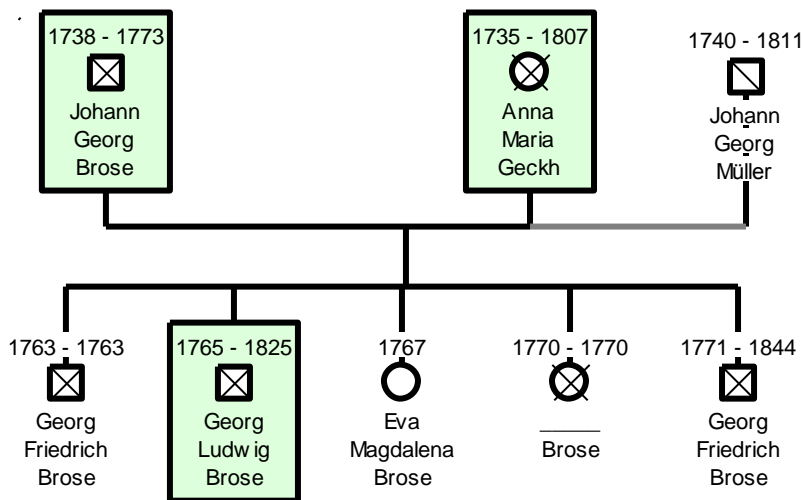 1738 - 1773
Johann
Georg
Brose
1735 - 1807
Anna
Maria
Geckh
1740 - 1811
Johann
Georg
Müller
1763 - 1763
Georg
Friedrich
Brose
1765 - 1825
Georg
Ludwig
Brose
1767
Eva
Magdalena
Brose
1770 - 1770
_____
Brose
1771 - 1844
Georg
Friedrich
Brose